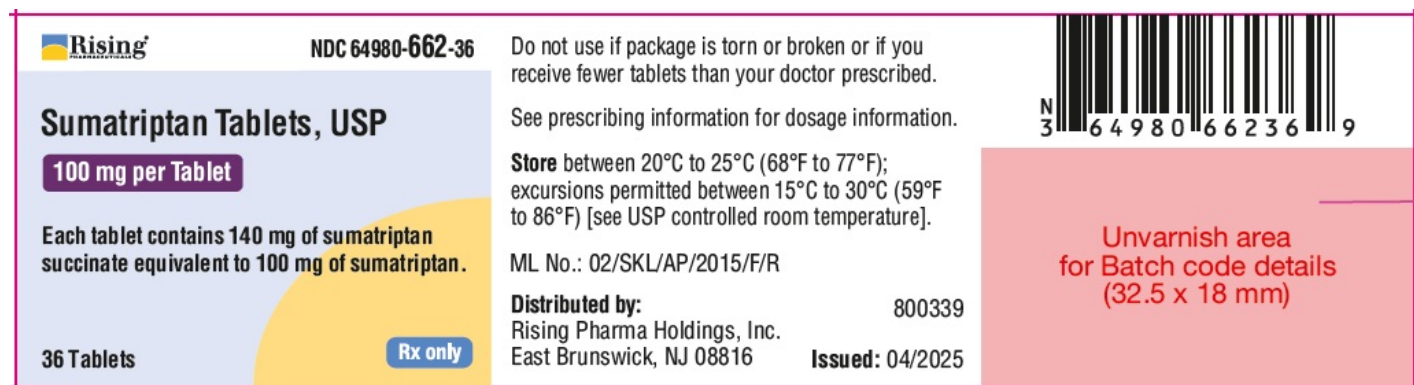 Rising
PHARMACEUTICALS
NDC 64980-662-36
Sumatriptan Tablets, USP
100 mg per Tablet
Each tablet contains 140 mg of sumatriptan
succinate equivalent to 100 mg of sumatriptan.
36 Tablets
Rx only
Do not use if package is torn or broken or if you
receive fewer tablets than your doctor prescribed.
See prescribing information for dosage information.
Store between 20°C to 25°C (68°F to 77°F);
excursions permitted between 15°C to 30°C (59°F
to 86°F) [see USP controlled room temperature].
ML No.: 02/SKL/AP/2015/F/R
Distributed by:
Rising Pharma Holdings, Inc.
East Brunswick, NJ 08816
800339
Issued: 04/2025
N
3 64980 66236 9
Unvarnish area
for Batch code details
(32.5 x 18 mm)